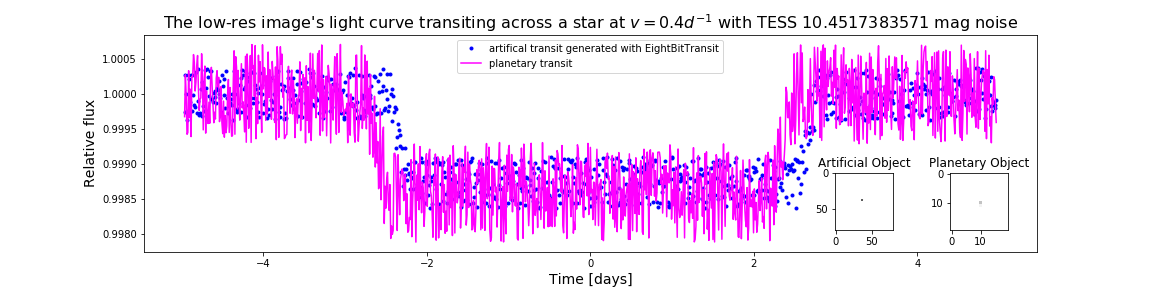 The low-res image's light curve transiting across a star at v = 0.4d⁻¹ with TESS 10.4517383571 mag noise
artifical transit generated with EightBitTransit
planetary transit
Relative flux
1.0005
1.0000
0.9995
0.9990
0.9985
0.9980
Artificial Object
0
50
0 50
Planetary Object
0
10
0 10
−4 −2 0 2 4
Time [days]